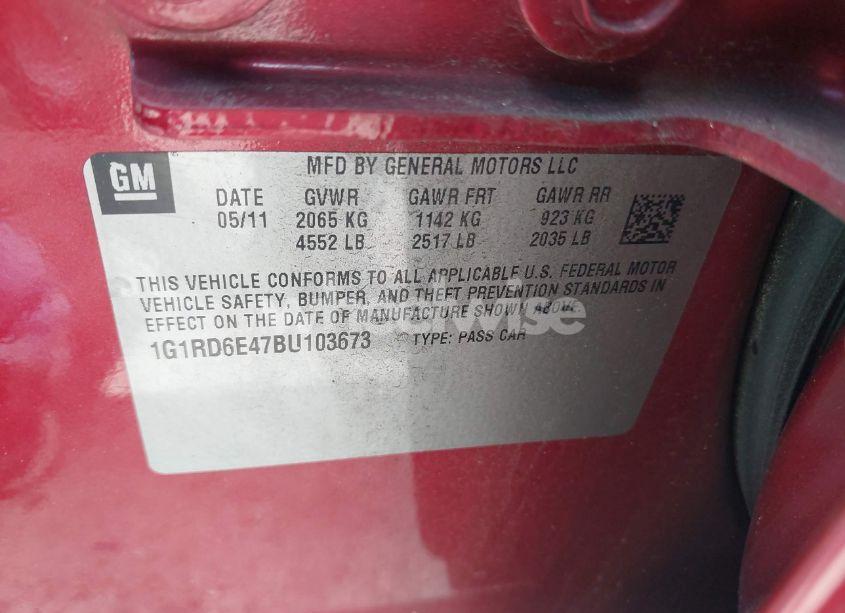 GM
MFD BY GENERAL MOTORS LLC
DATE GVWR GAWR FRT GAWR RR
05/11 2065 KG 1142 KG 923 KG
4552 LB 2517 LB 2035 LB
THIS VEHICLE CONFORMS TO ALL APPLICABLE U.S. FEDERAL MOTOR
VEHICLE SAFETY, BUMPER, AND THEFT PREVENTION STANDARDS IN
EFFECT ON THE DATE OF MANUFACTURE SHOWN ABOVE.
1G1RD6E47BU103673 TYPE: PASS CAR